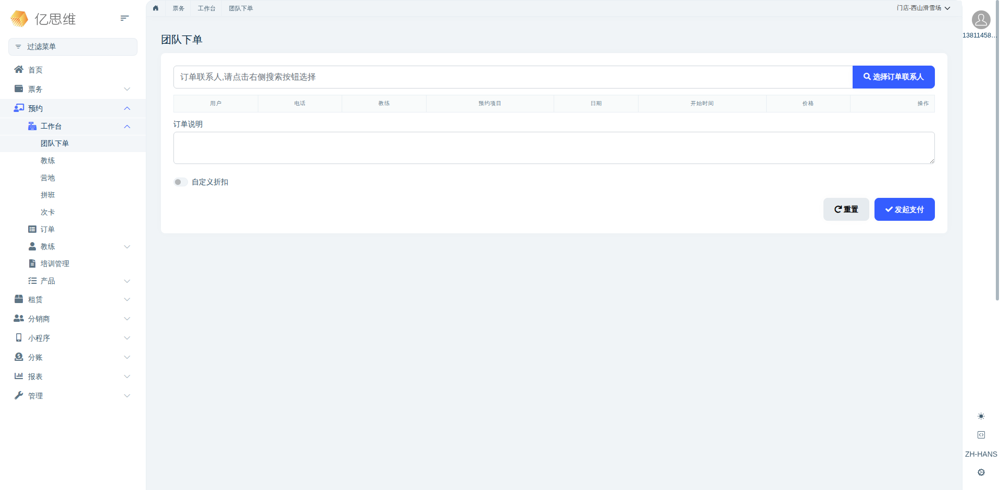 亿思维
过滤菜单
首页
票务
预约
工作台
团队下单
教练
营地
拼班
次卡
订单
教练
培训管理
产品
租赁
分销商
小程序
分账
报表
管理
票务 工作台 团队下单
门店-西山滑雪场
团队下单
订单联系人,请点击右侧搜索按钮选择
选择订单联系人
用户 电话 教练 预约项目 日期 开始时间 价格 操作
订单说明
自定义折扣
重置 发起支付
13811458...
ZH-HANS